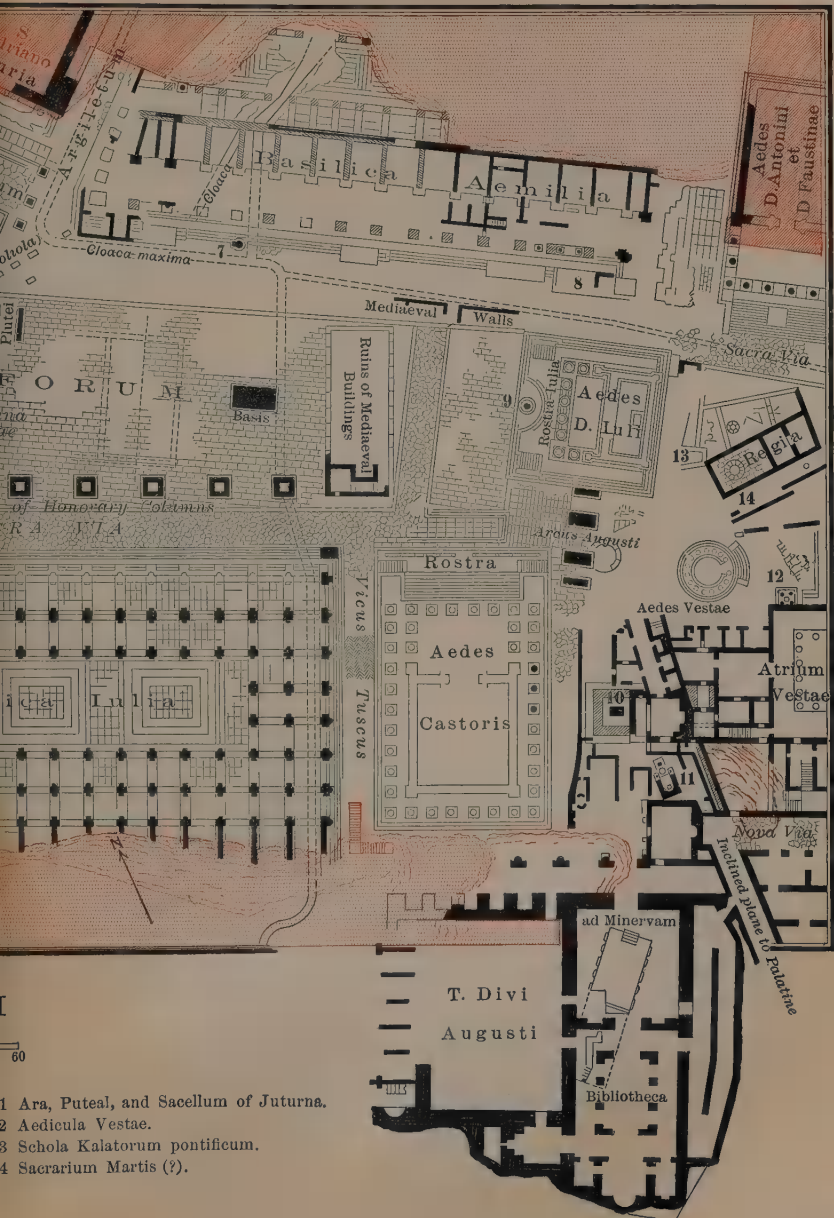 S.
uria
Argiletum
Basilica Aemilia
Cloaca
Aedes
D. Antonini
et
D Faustinae
Cloaca maxima
7
8
Mediaeval Walls
Plutei
Sacra Via
FORUM
Basis
Ruins of Mediaeval
Buildings
9
Rostra Iulia
Aedes
D. Iuli
13
Regia
14
of Honorary Columns
RA VIA
Arcus Augusti
Rostra
12
Aedes Vestae
Vicus Tuscus
Aedes
Castoris
Atrium
Vestae
10
ica Iulia
11
N
Nova Via
Inclined plane to Palatine
ad Minervam
T. Divi
Augusti
60
Bibliotheca
1 Ara, Puteal, and Sacellum of Juturna.
2 Aedicula Vestae.
3 Schola Kalatorum pontificum.
4 Sacrarium Martis (?).